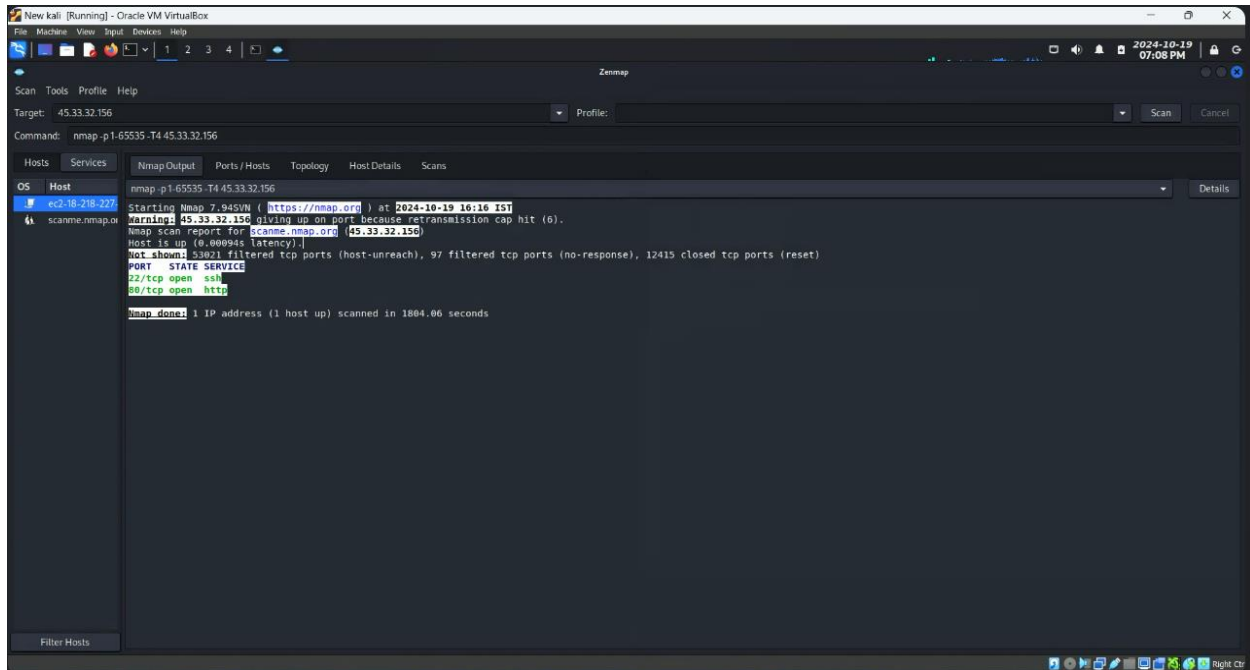 New kali [Running] - Oracle VM VirtualBox
File Machine View Input Devices Help
1 2 3 4
2024-10-19
07:08 PM
Zenmap
Scan Tools Profile Help
Target: 45.33.32.156 Profile: Scan Cancel
Command: nmap -p 1-65535 -T4 45.33.32.156
Hosts Services Nmap Output Ports / Hosts Topology Host Details Scans
OS Host nmap -p 1-65535 -T4 45.33.32.156 Details
ec2-18-218-227-
scanme.nmap.or
Starting Nmap 7.94SVN ( https://nmap.org ) at 2024-10-19 16:16 IST
Warning: 45.33.32.156 giving up on port because retransmission cap hit (6).
Nmap scan report for scanme.nmap.org (45.33.32.156)
Host is up (0.00094s latency).
Not shown: 53021 filtered tcp ports (host-unreach), 97 filtered tcp ports (no-response), 12415 closed tcp ports (reset)
PORT STATE SERVICE
22/tcp open ssh
80/tcp open http
Nmap done: 1 IP address (1 host up) scanned in 1804.06 seconds
Filter Hosts
Right Ctr